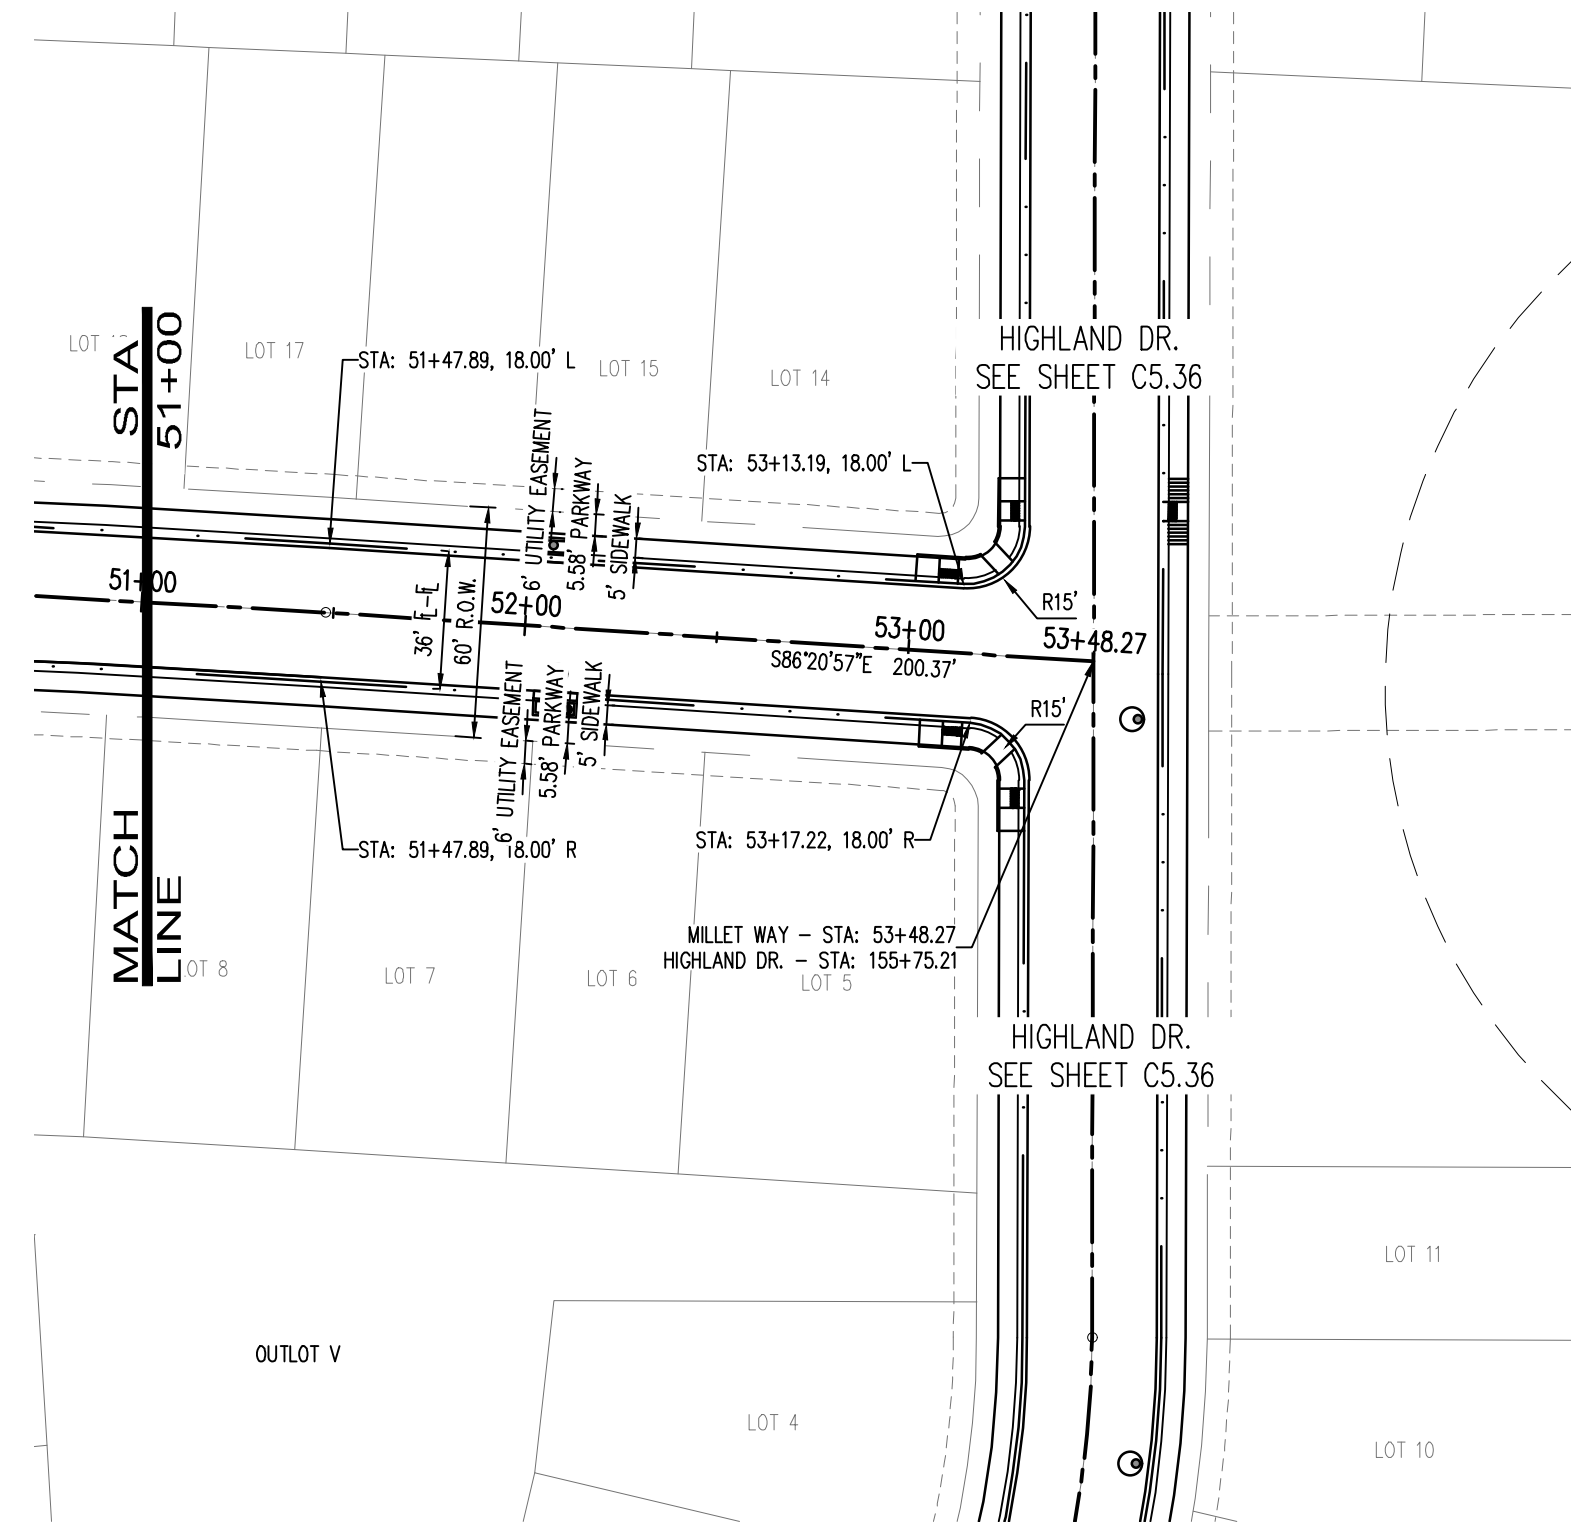 HIGHLAND DR.
SEE SHEET C5.36
STA
51+00
LOT
LOT 17
STA: 51+47.89, 18.00' L
LOT 15
LOT 14
6' UTILITY EASEMENT
5.58' PARKWAY
5' SIDEWALK
STA: 53+13.19, 18.00' L
51+00
36' FL-FL
60' R.O.W.
52+00
53+00
R15'
53+48.27
S86°20'57"E 200.37'
6' UTILITY EASEMENT
5.58' PARKWAY
5' SIDEWALK
R15'
STA: 51+47.89, 18.00' R
STA: 53+17.22, 18.00' R
MATCH
LINE
MILLET WAY - STA: 53+48.27
HIGHLAND DR. - STA: 155+75.21
LOT 8
LOT 7
LOT 6
LOT 5
HIGHLAND DR.
SEE SHEET C5.36
LOT 11
OUTLOT V
LOT 4
LOT 10